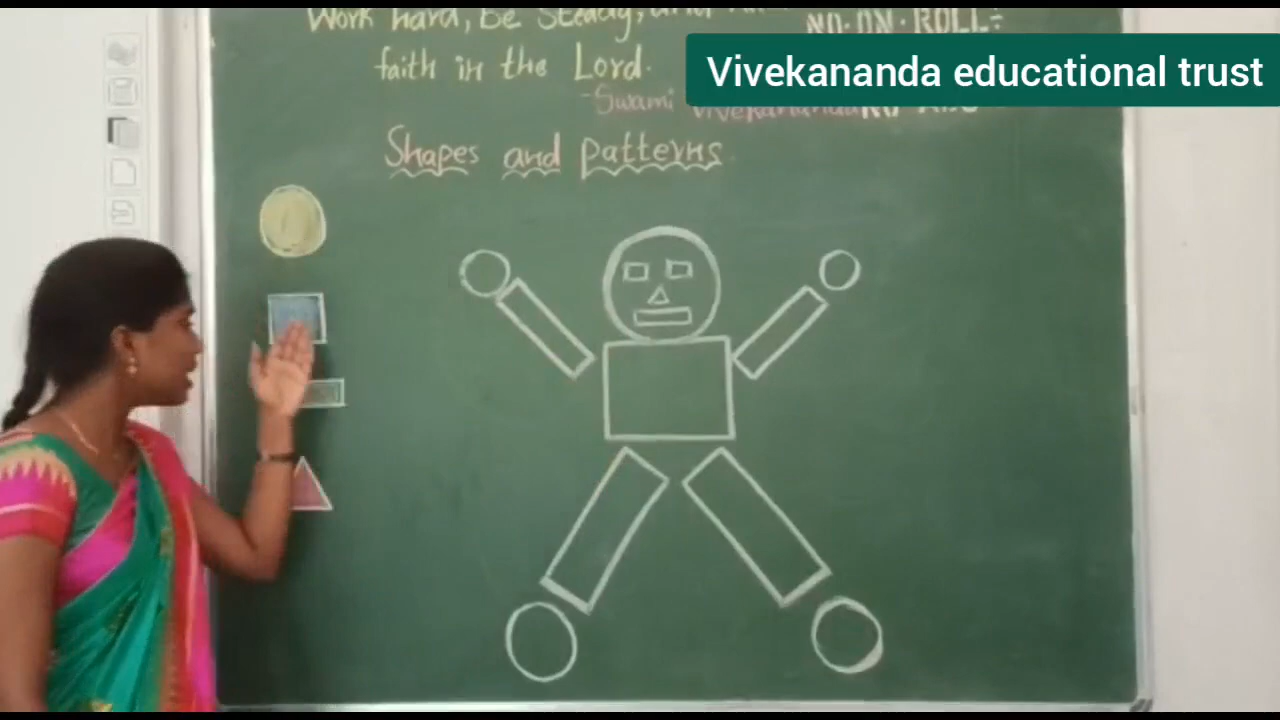 Work hard, be steady, and
NO·ON·ROLL:
faith in the Lord.
Vivekananda educational trust
-Swami Vivekananda
Shapes and patterns.